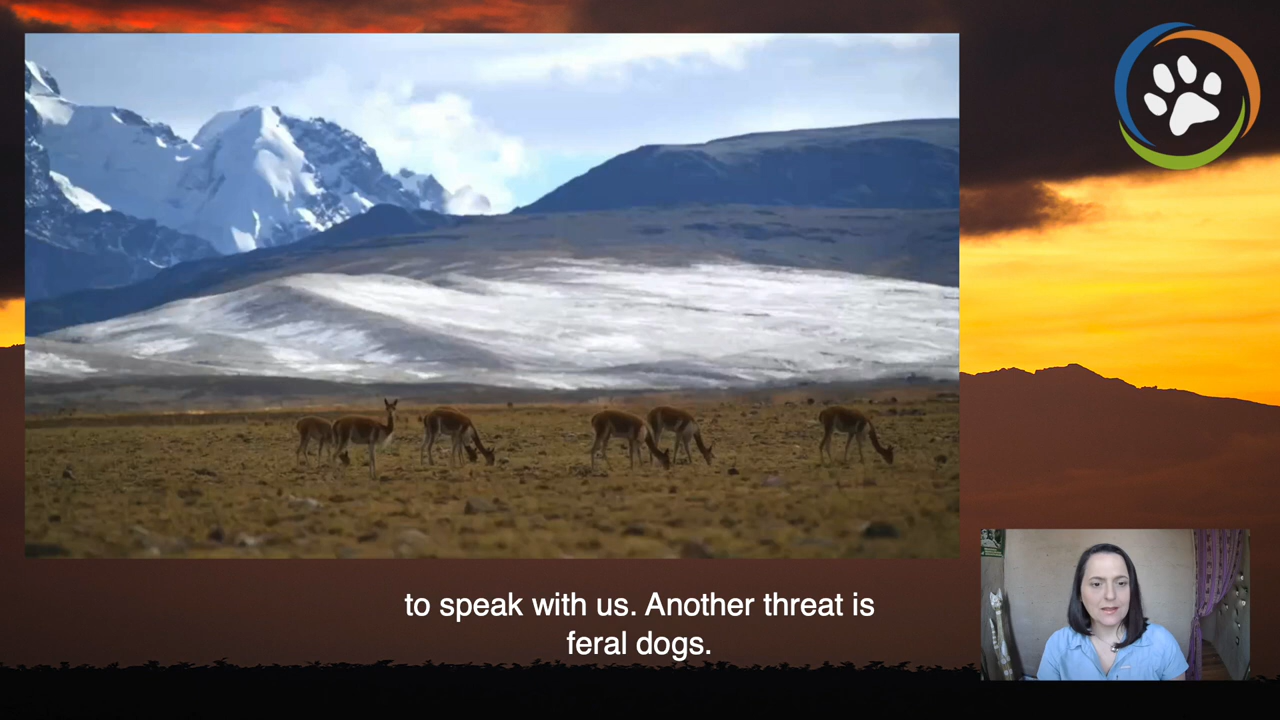 to speak with us. Another threat is
feral dogs.